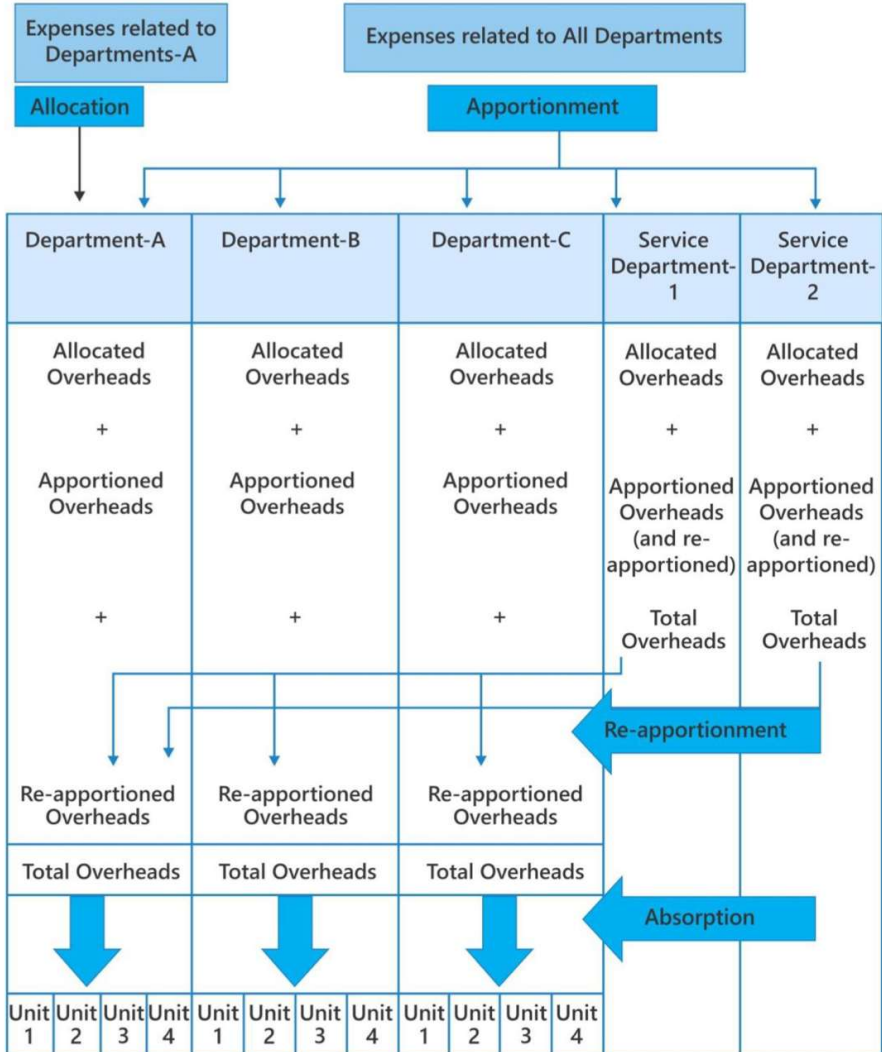 Expenses related to
Departments-A
Expenses related to All Departments
Allocation
Apportionment
Department-A
Department-B
Department-C
Service
Department-
1
Service
Department-
2
Allocated
Overheads
Allocated
Overheads
Allocated
Overheads
Allocated
Overheads
Allocated
Overheads
+
+
+
+
+
Apportioned
Overheads
Apportioned
Overheads
Apportioned
Overheads
Apportioned
Overheads
(and re-
apportioned)
Apportioned
Overheads
(and re-
apportioned)
+
+
+
Total
Overheads
Total
Overheads
Re-apportionment
Re-apportioned
Overheads
Re-apportioned
Overheads
Re-apportioned
Overheads
Total Overheads
Total Overheads
Total Overheads
Absorption
Unit
1
Unit
2
Unit
3
Unit
4
Unit
1
Unit
2
Unit
3
Unit
4
Unit
1
Unit
2
Unit
3
Unit
4